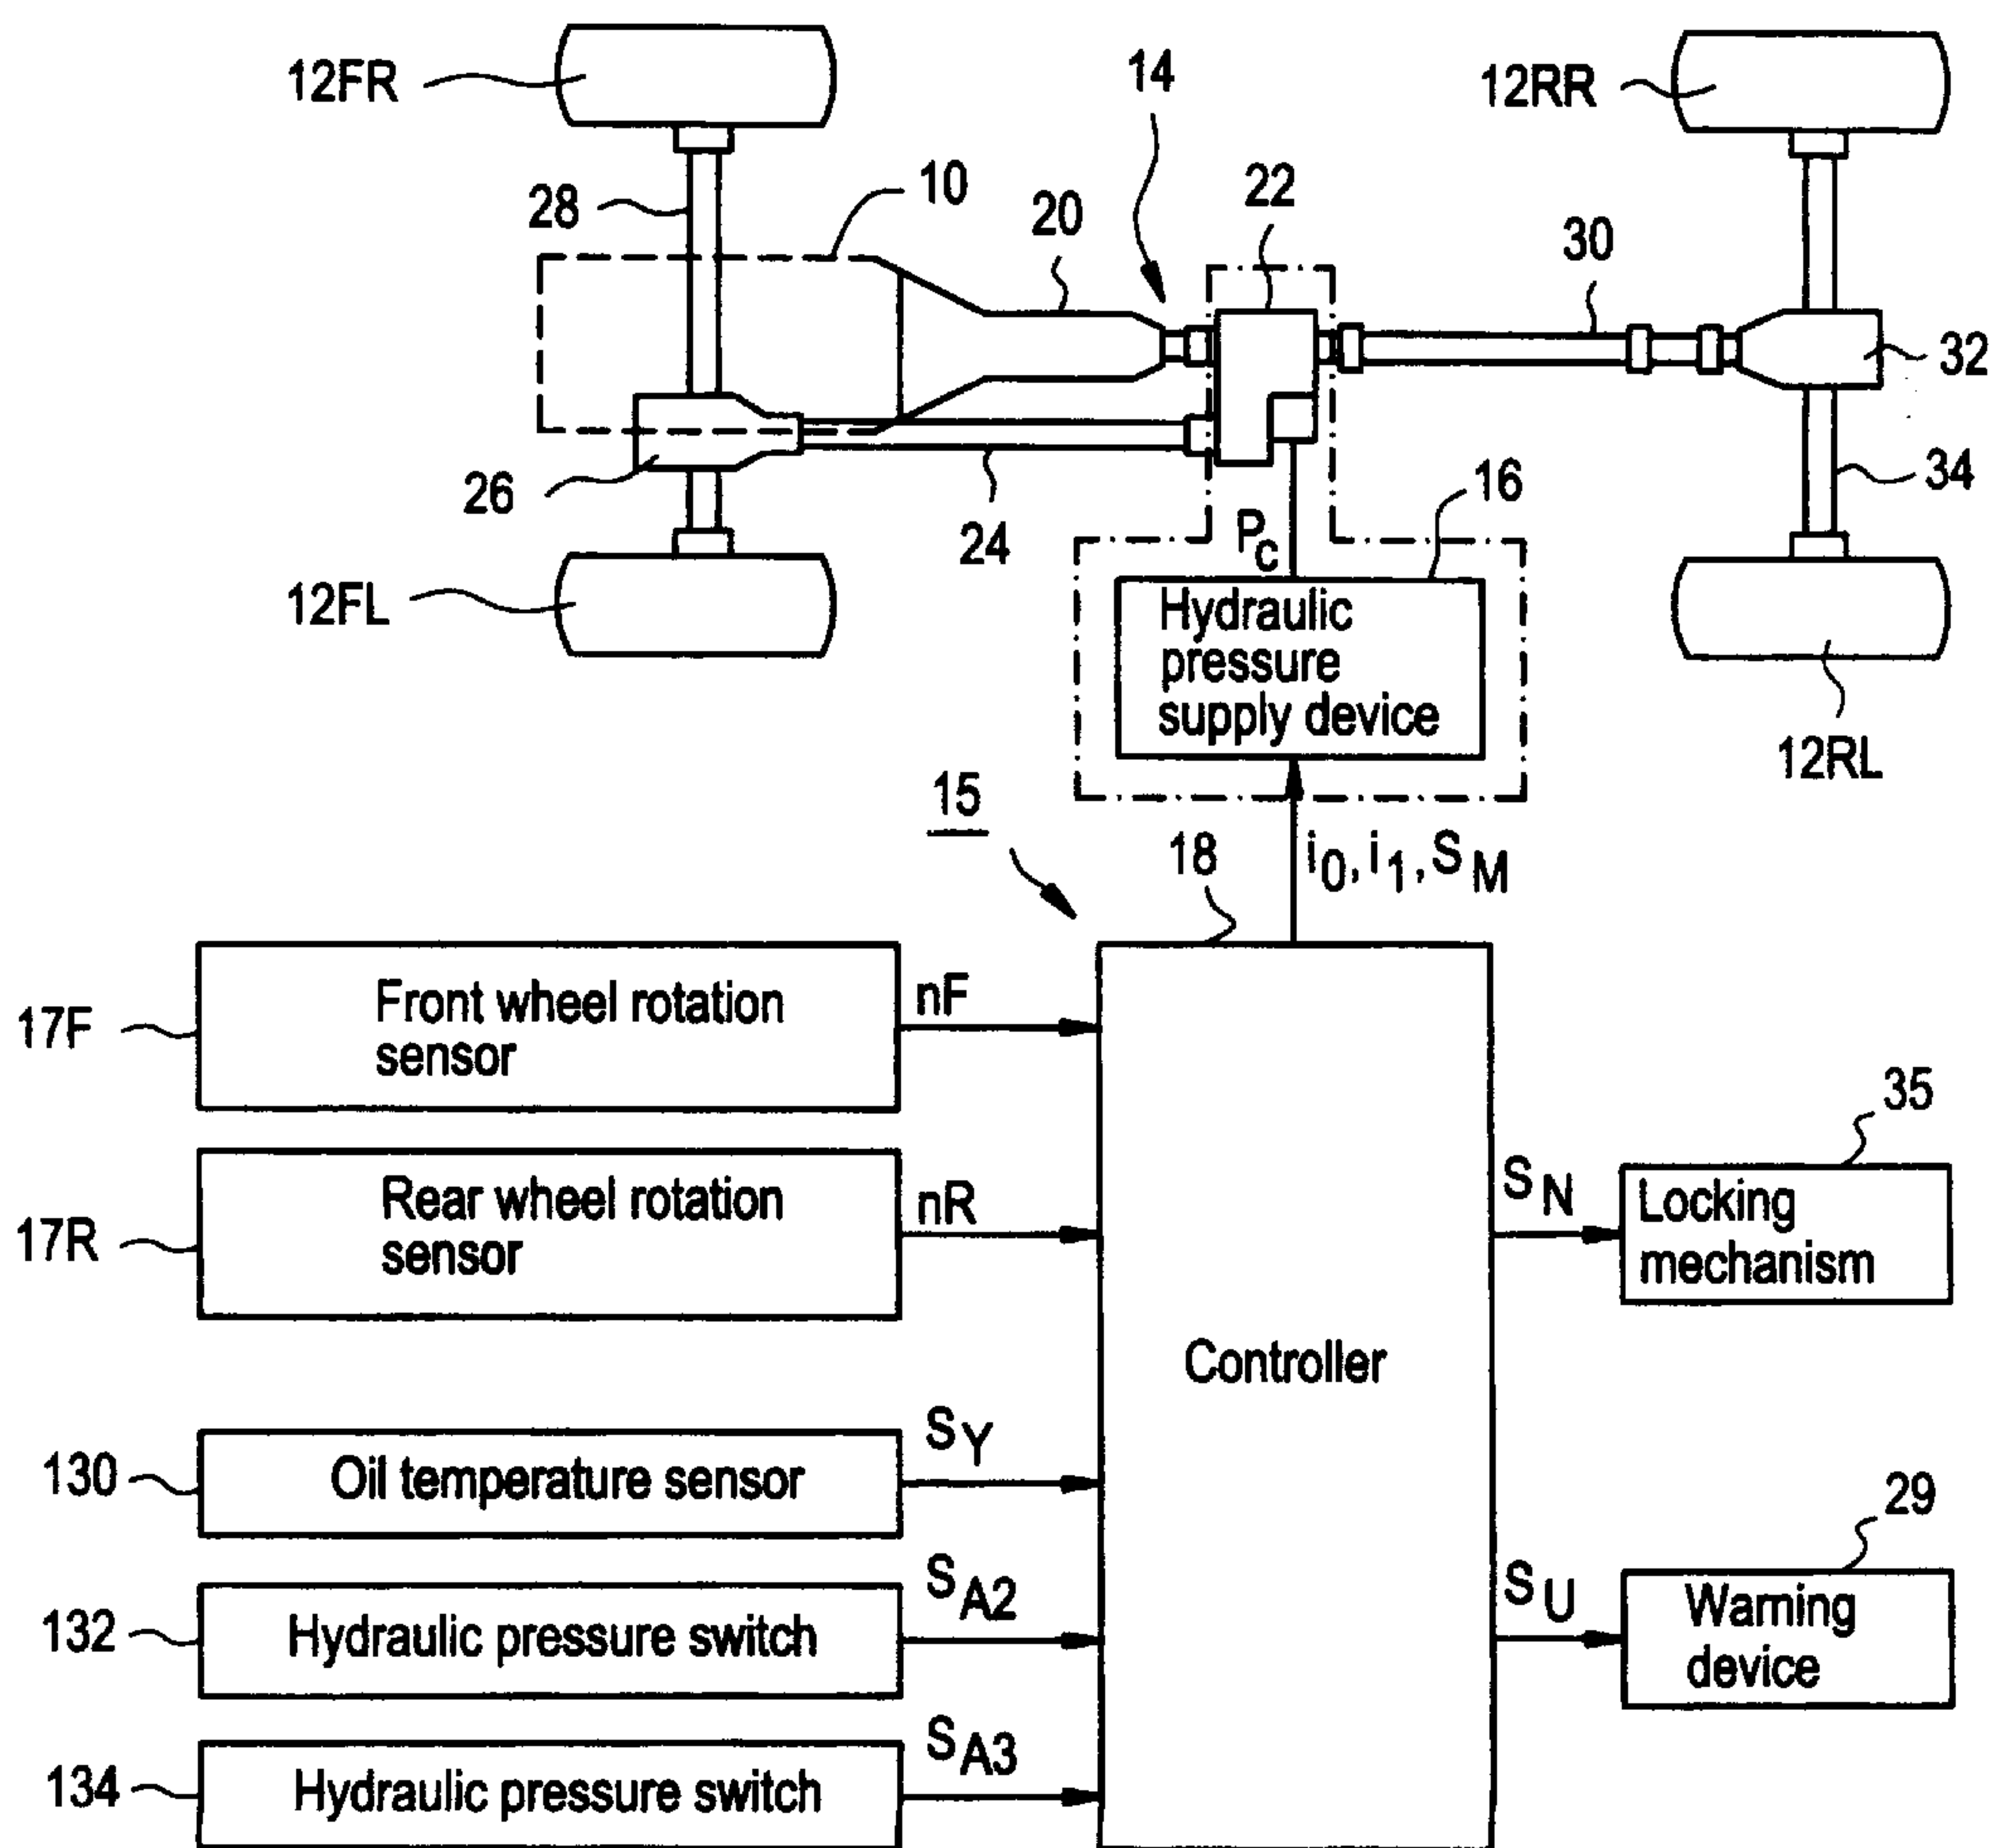 12FR
14
12RR
28
10
20
22
30
32
26
24
16
34
12FL
PC
Hydraulic
pressure
supply device
12RL
15
18
i0, i1, SM
17F
Front wheel rotation
sensor
nF
35
17R
Rear wheel rotation
sensor
nR
SN
Locking
mechanism
Controller
130
Oil temperature sensor
SY
29
132
Hydraulic pressure switch
SA2
SU
Warning
device
134
Hydraulic pressure switch
SA3